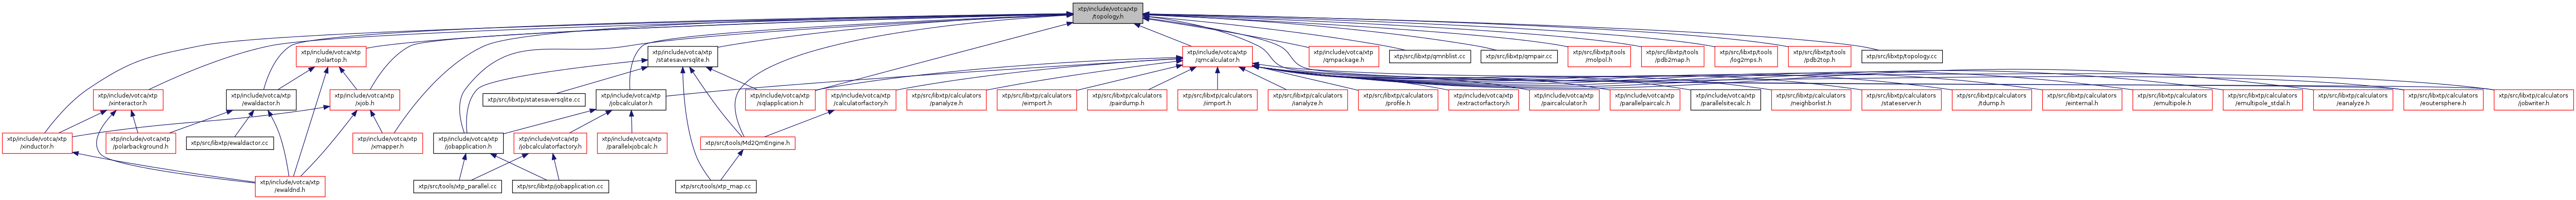 xtp/include/votca/xtp
/topology.h
xtp/include/votca/xtp
/polartop.h
xtp/include/votca/xtp
/statesaversqlite.h
xtp/include/votca/xtp
/qmcalculator.h
xtp/include/votca/xtp
/qmpackage.h
xtp/src/libxtp/qmnblist.cc
xtp/src/libxtp/qmpair.cc
xtp/src/libxtp/tools
/molpol.h
xtp/src/libxtp/tools
/pdb2map.h
xtp/src/libxtp/tools
/log2mps.h
xtp/src/libxtp/tools
/pdb2top.h
xtp/src/libxtp/topology.cc
xtp/include/votca/xtp
/xinteractor.h
xtp/include/votca/xtp
/ewaldactor.h
xtp/include/votca/xtp
/xjob.h
xtp/src/libxtp/statesaversqlite.cc
xtp/include/votca/xtp
/jobcalculator.h
xtp/include/votca/xtp
/sqlapplication.h
xtp/include/votca/xtp
/calculatorfactory.h
xtp/src/libxtp/calculators
/panalyze.h
xtp/src/libxtp/calculators
/eimport.h
xtp/src/libxtp/calculators
/pairdump.h
xtp/src/libxtp/calculators
/iimport.h
xtp/src/libxtp/calculators
/ianalyze.h
xtp/src/libxtp/calculators
/profile.h
xtp/include/votca/xtp
/extractorfactory.h
xtp/include/votca/xtp
/paircalculator.h
xtp/include/votca/xtp
/parallelpaircalc.h
xtp/include/votca/xtp
/parallelsitecalc.h
xtp/src/libxtp/calculators
/neighborlist.h
xtp/src/libxtp/calculators
/stateserver.h
xtp/src/libxtp/calculators
/tdump.h
xtp/src/libxtp/calculators
/einternal.h
xtp/src/libxtp/calculators
/emultipole.h
xtp/src/libxtp/calculators
/emultipole_stdal.h
xtp/src/libxtp/calculators
/eanalyze.h
xtp/src/libxtp/calculators
/eoutersphere.h
xtp/src/libxtp/calculators
/jobwriter.h
xtp/include/votca/xtp
/xinductor.h
xtp/include/votca/xtp
/polarbackground.h
xtp/src/libxtp/ewaldactor.cc
xtp/include/votca/xtp
/xmapper.h
xtp/include/votca/xtp
/jobapplication.h
xtp/include/votca/xtp
/jobcalculatorfactory.h
xtp/include/votca/xtp
/parallelxjobcalc.h
xtp/src/tools/Md2QmEngine.h
xtp/include/votca/xtp
/ewaldnd.h
xtp/src/tools/xtp_parallel.cc
xtp/src/libxtp/jobapplication.cc
xtp/src/tools/xtp_map.cc